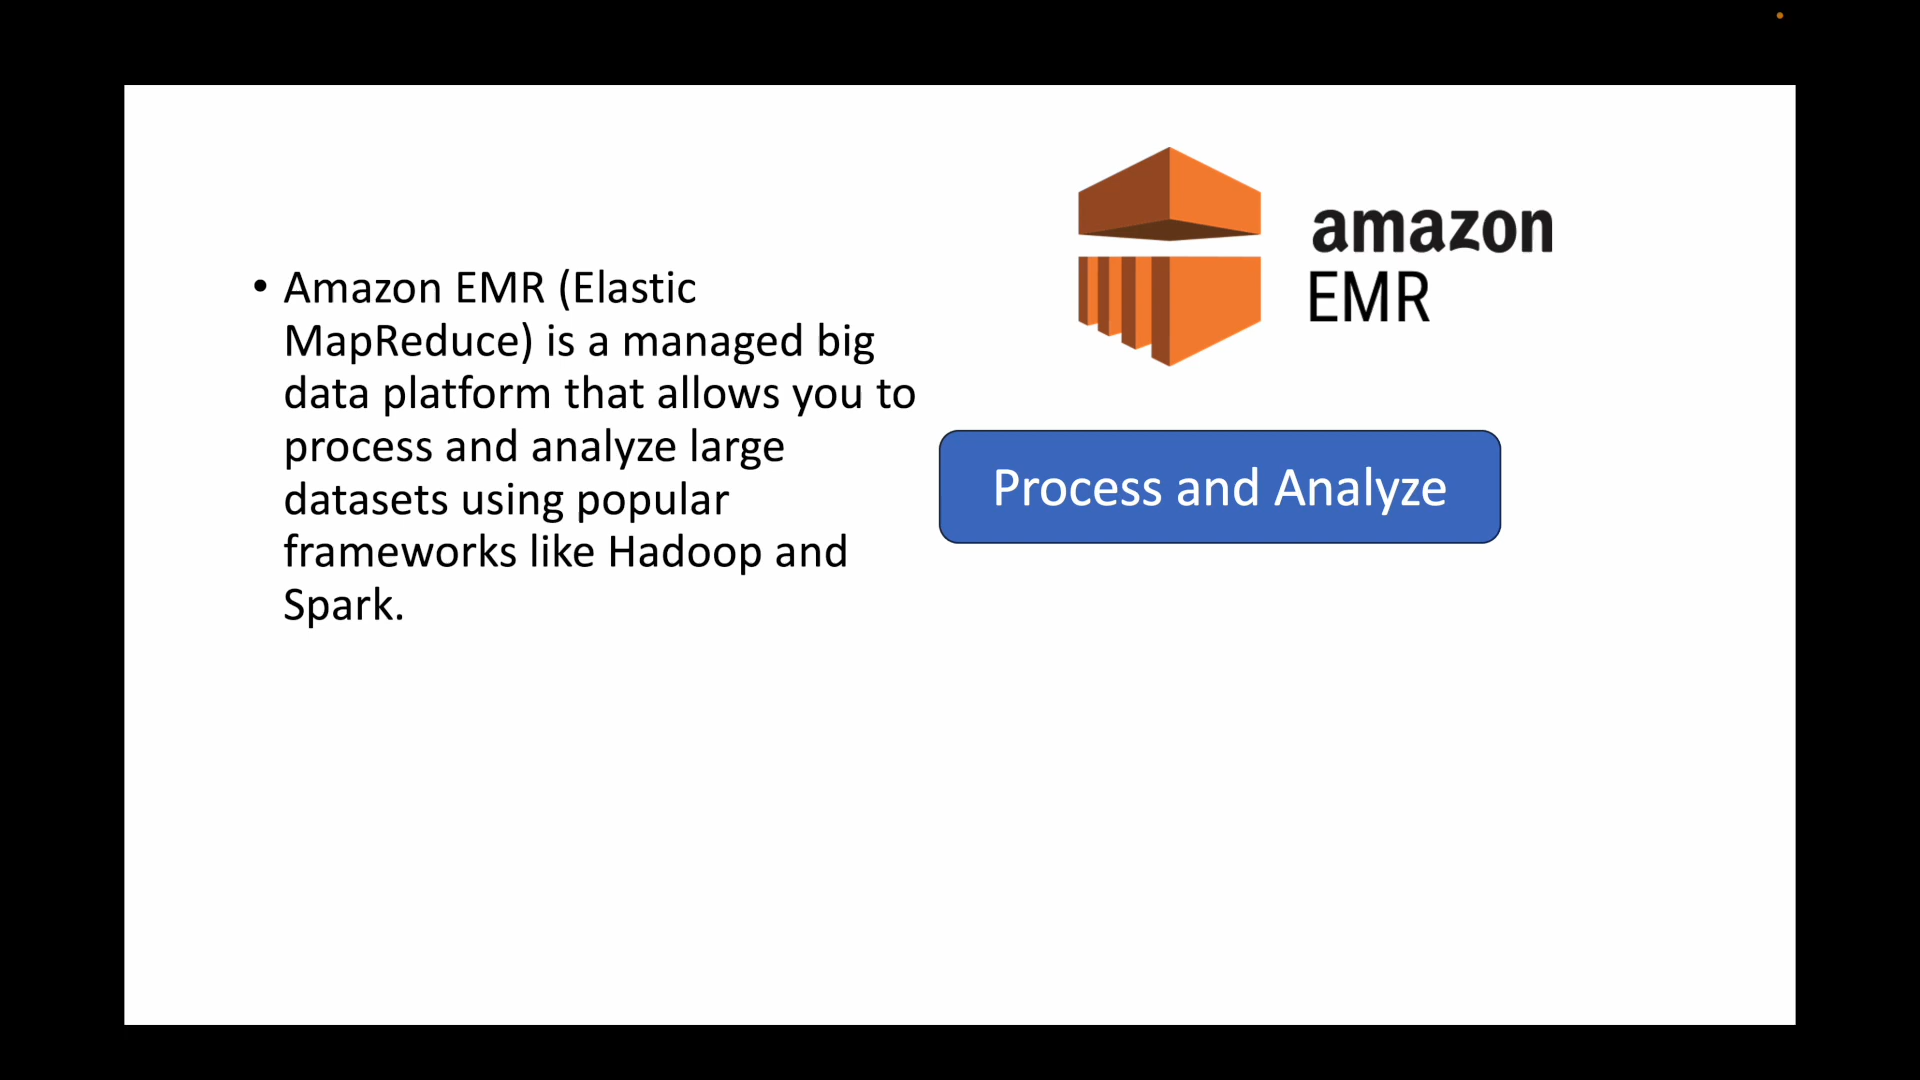 • Amazon EMR (Elastic
MapReduce) is a managed big
data platform that allows you to
process and analyze large
datasets using popular
frameworks like Hadoop and
Spark.
amazon
EMR
Process and Analyze